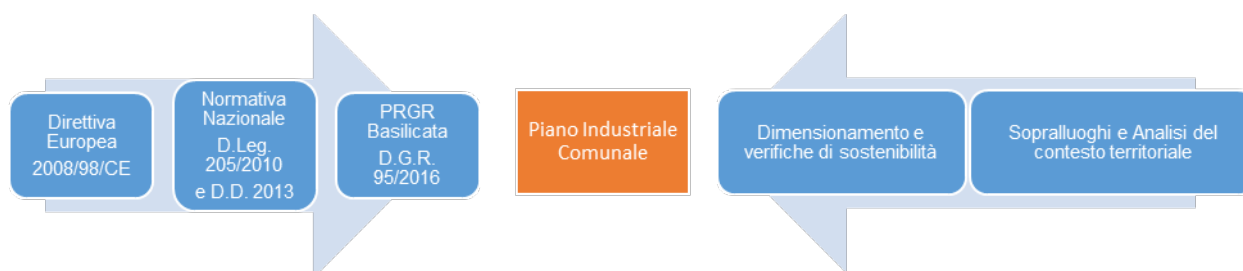 Direttiva
Europea
2008/98/CE
Normativa
Nazionale
D.Leg.
205/2010
e D.D. 2013
PRGR
Basilicata
D.G.R.
95/2016
Piano Industriale
Comunale
Dimensionamento e
verifiche di sostenibilità
Sopralluoghi e Analisi del
contesto territoriale